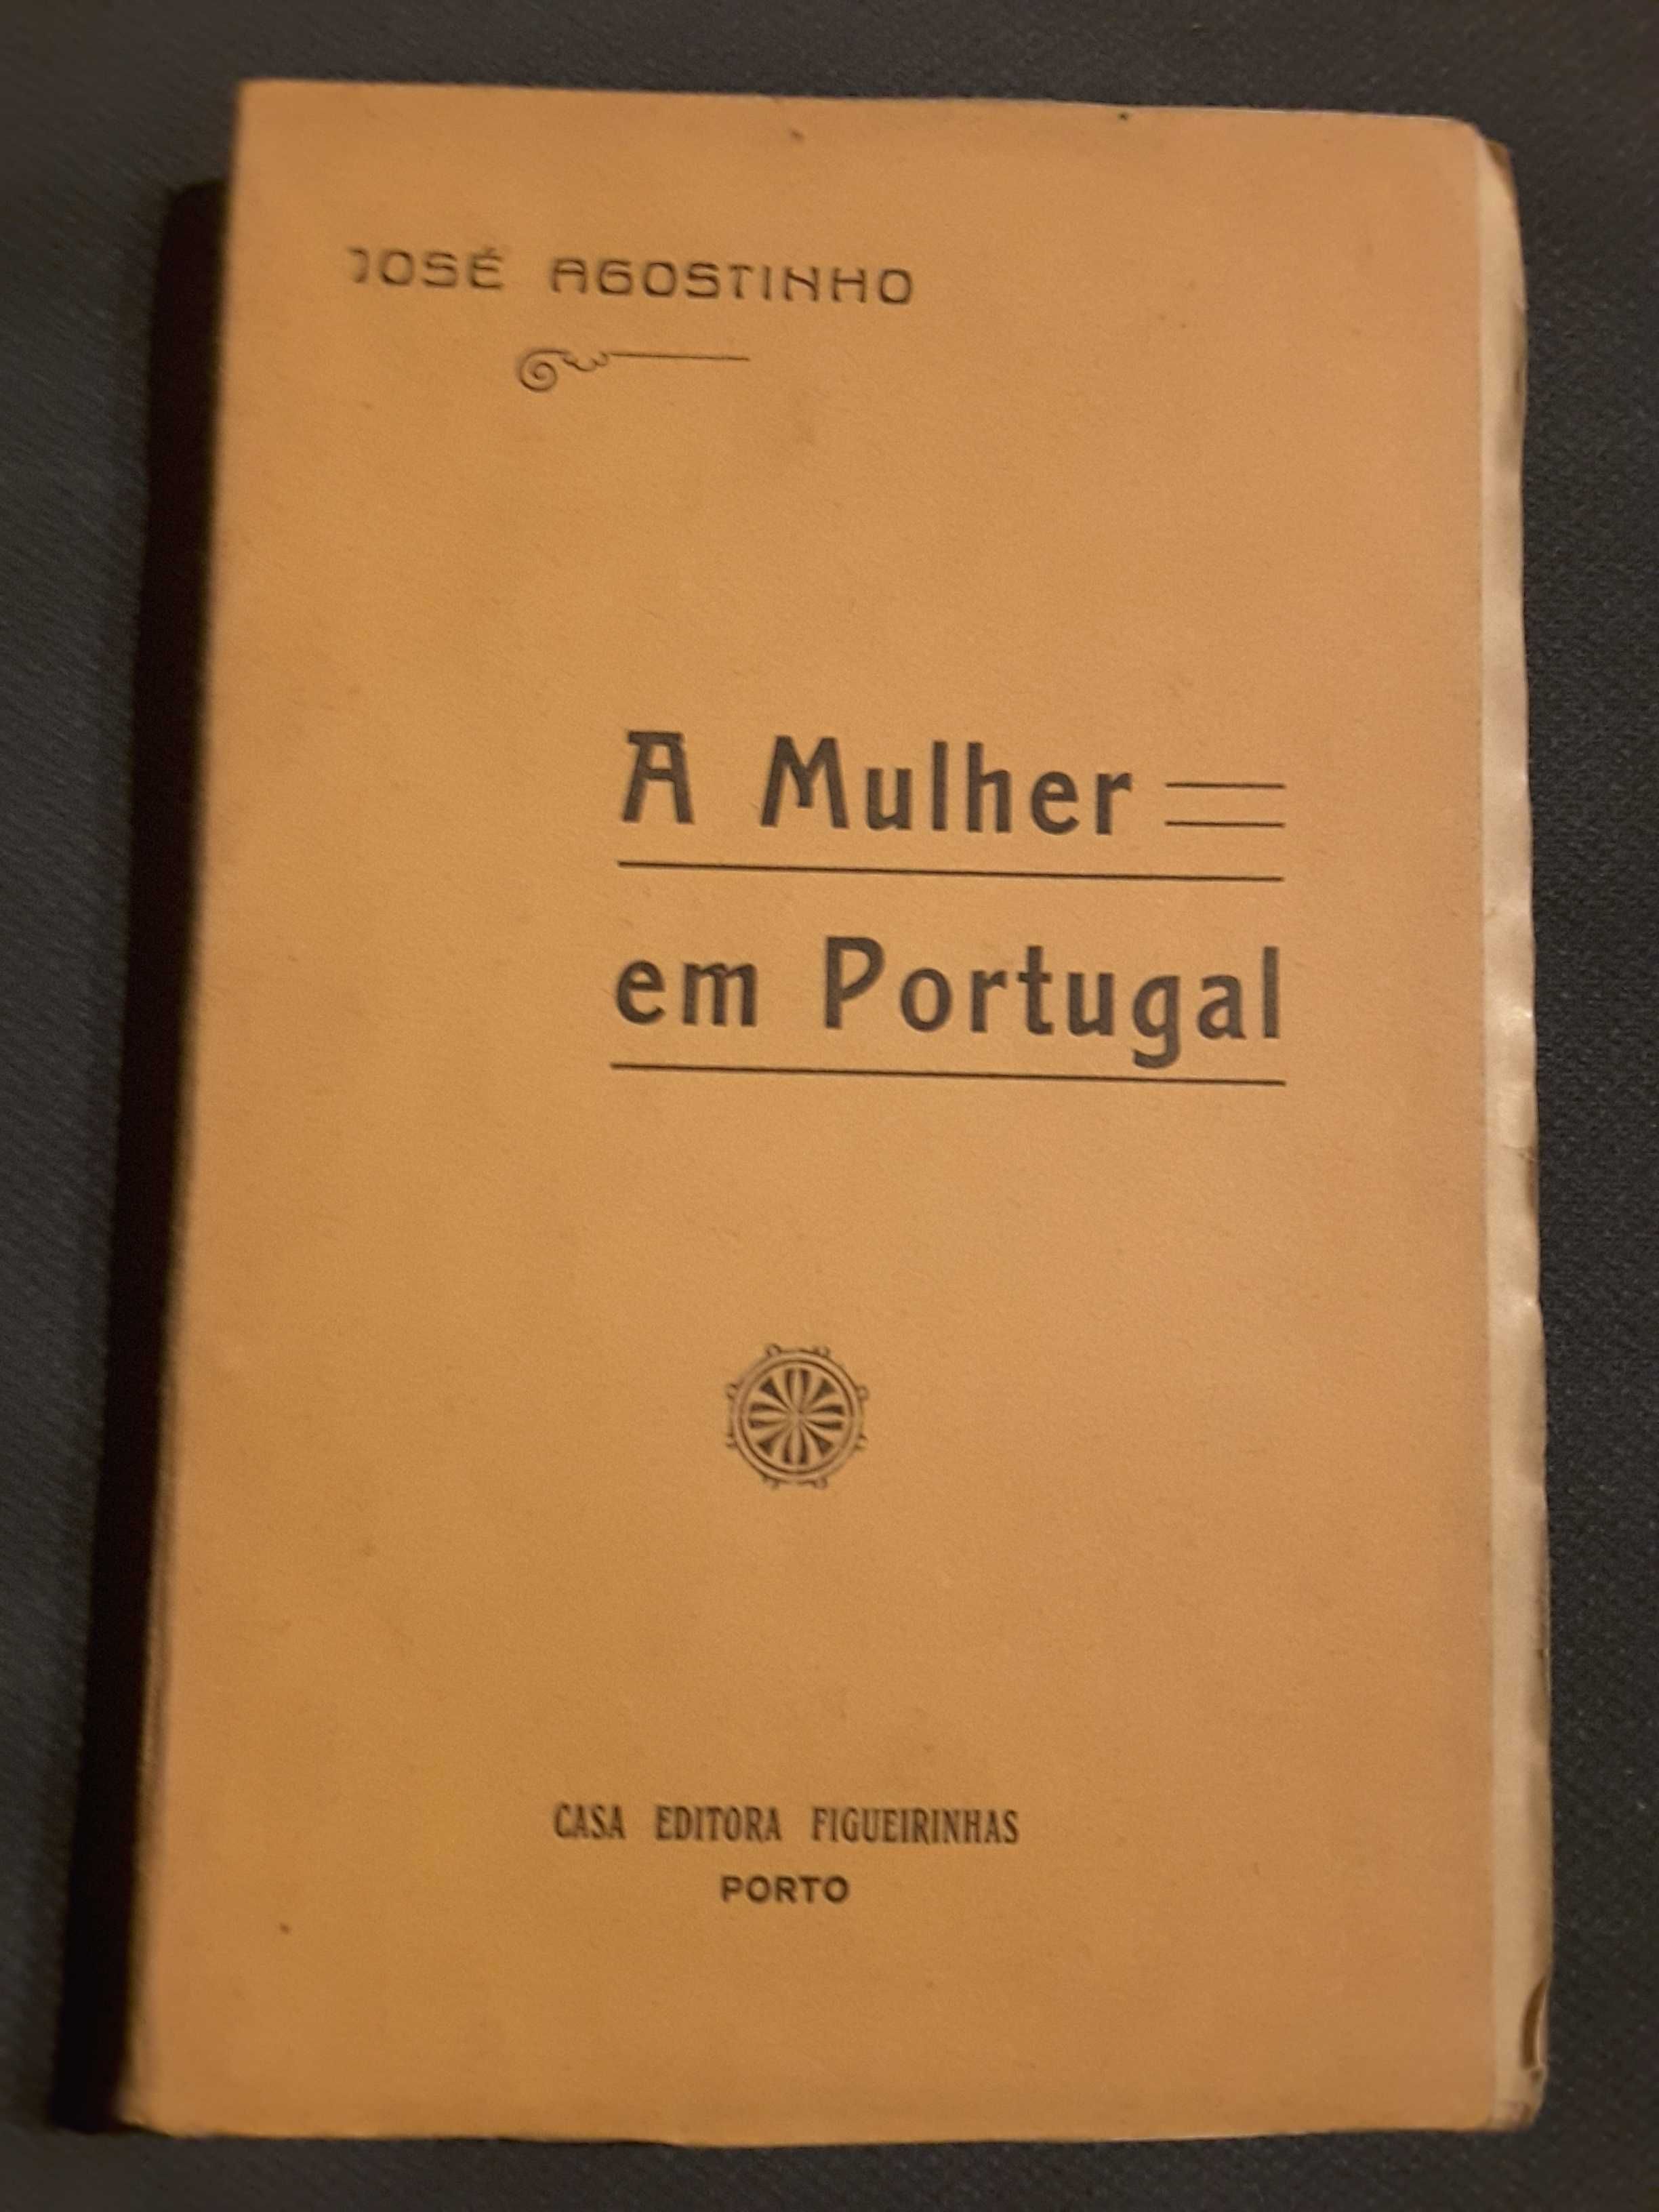 JOSÉ AGOSTINHO
A Mulher
em Portugal
CASA EDITORA FIGUEIRINHAS
PORTO